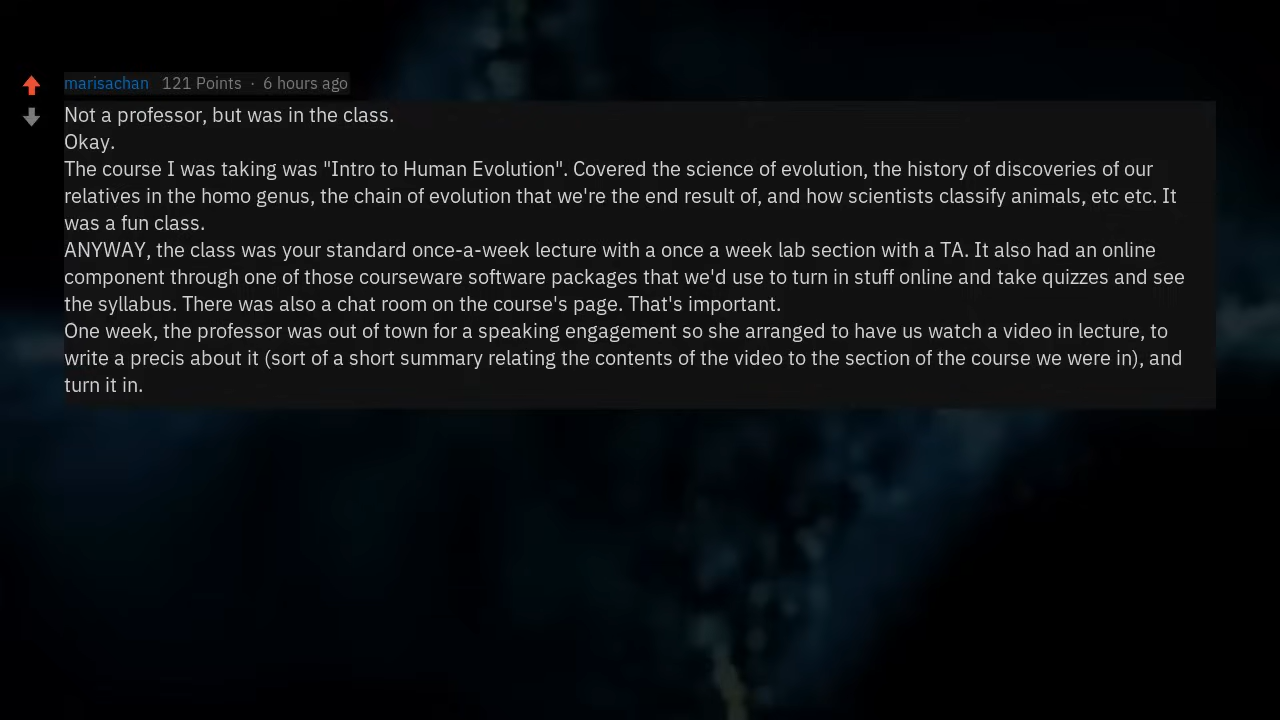 marisachan 121 Points · 6 hours ago
Not a professor, but was in the class.
Okay.
The course I was taking was "Intro to Human Evolution". Covered the science of evolution, the history of discoveries of our
relatives in the homo genus, the chain of evolution that we're the end result of, and how scientists classify animals, etc etc. It
was a fun class.
ANYWAY, the class was your standard once-a-week lecture with a once a week lab section with a TA. It also had an online
component through one of those courseware software packages that we'd use to turn in stuff online and take quizzes and see
the syllabus. There was also a chat room on the course's page. That's important.
One week, the professor was out of town for a speaking engagement so she arranged to have us watch a video in lecture, to
write a precis about it (sort of a short summary relating the contents of the video to the section of the course we were in), and
turn it in.